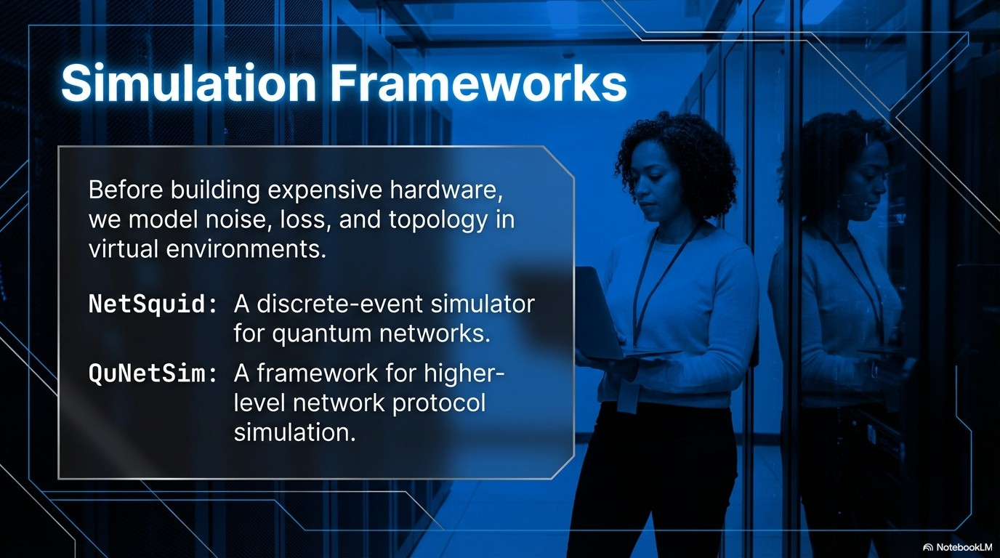 Simulation Frameworks
Before building expensive hardware,
we model noise, loss, and topology in
virtual environments.
NetSquid: A discrete-event simulator
for quantum networks.
QuNetSim: A framework for higher-
level network protocol
simulation.
NotebookLM